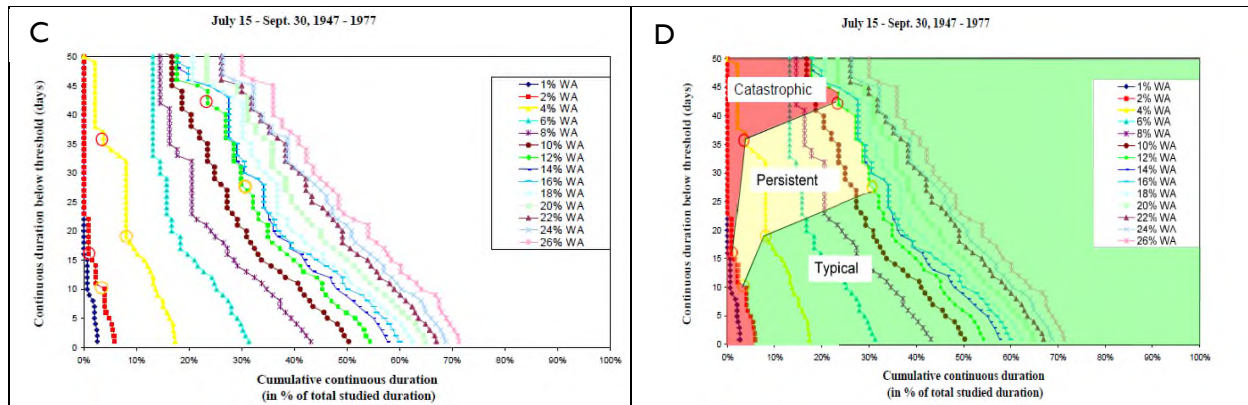 July 15 - Sept. 30, 1947 - 1977
C
Continuous duration below threshold (days)
50
45
40
35
30
25
20
15
10
5
0
0%
10%
20%
30%
40%
50%
60%
70%
80%
90%
100%
Cumulative continuous duration
(in % of total studied duration)
1% WA
2% WA
4% WA
6% WA
8% WA
10% WA
12% WA
14% WA
16% WA
18% WA
20% WA
22% WA
24% WA
26% WA
July 15 - Sept. 30, 1947 - 1977
D
Continuous duration below threshold (days)
50
45
40
35
30
25
20
15
10
5
0
0%
10%
20%
30%
40%
50%
60%
70%
80%
90%
100%
Cumulative continuous duration
(in % of total studied duration)
Catastrophic
Persistent
Typical
1% WA
2% WA
4% WA
6% WA
8% WA
10% WA
12% WA
14% WA
16% WA
18% WA
20% WA
22% WA
24% WA
26% WA